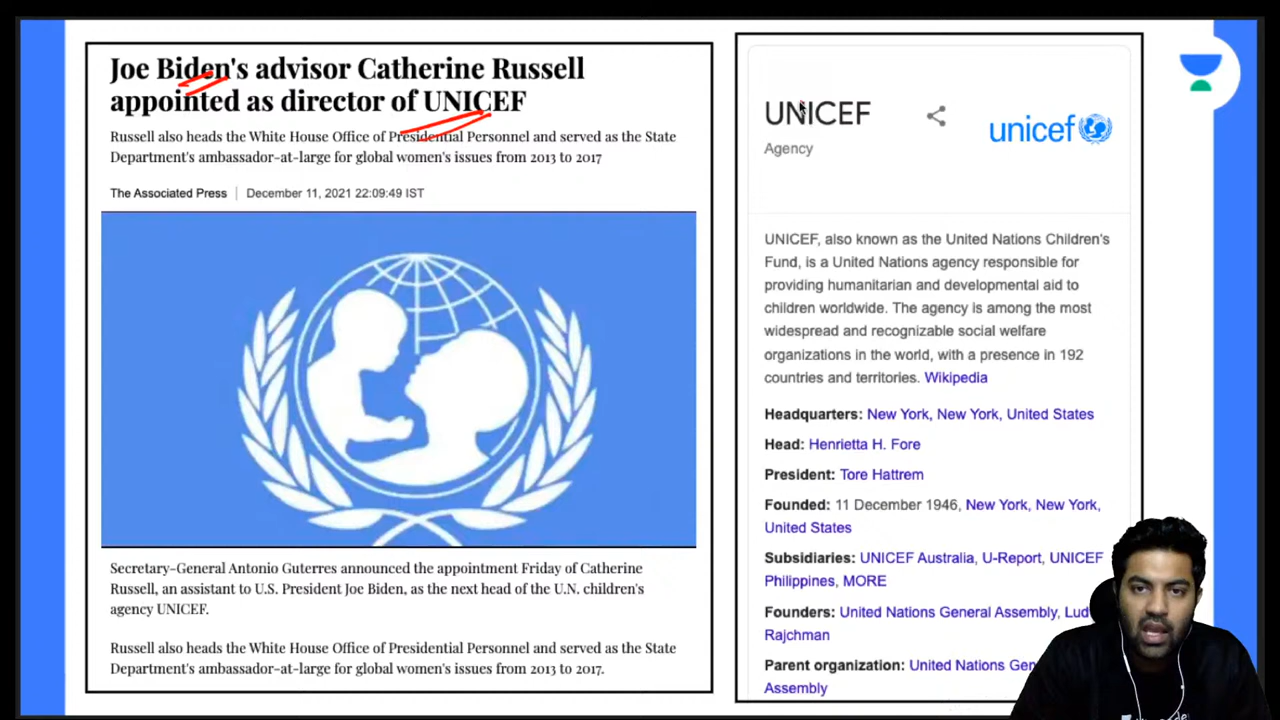 Joe Biden's advisor Catherine Russell
appointed as director of UNICEF
Russell also heads the White House Office of Presidential Personnel and served as the State
Department's ambassador-at-large for global women's issues from 2013 to 2017
The Associated Press | December 11, 2021 22:09:49 IST
Secretary-General Antonio Guterres announced the appointment Friday of Catherine
Russell, an assistant to U.S. President Joe Biden, as the next head of the U.N. children's
agency UNICEF.
Russell also heads the White House Office of Presidential Personnel and served as the State
Department's ambassador-at-large for global women's issues from 2013 to 2017.
UNICEF
Agency
unicef
UNICEF, also known as the United Nations Children's
Fund, is a United Nations agency responsible for
providing humanitarian and developmental aid to
children worldwide. The agency is among the most
widespread and recognizable social welfare
organizations in the world, with a presence in 192
countries and territories. Wikipedia
Headquarters: New York, New York, United States
Head: Henrietta H. Fore
President: Tore Hattrem
Founded: 11 December 1946, New York, New York,
United States
Subsidiaries: UNICEF Australia, U-Report, UNICEF
Philippines, MORE
Founders: United Nations General Assembly, Lud
Rajchman
Parent organization: United Nations Gen
Assembly